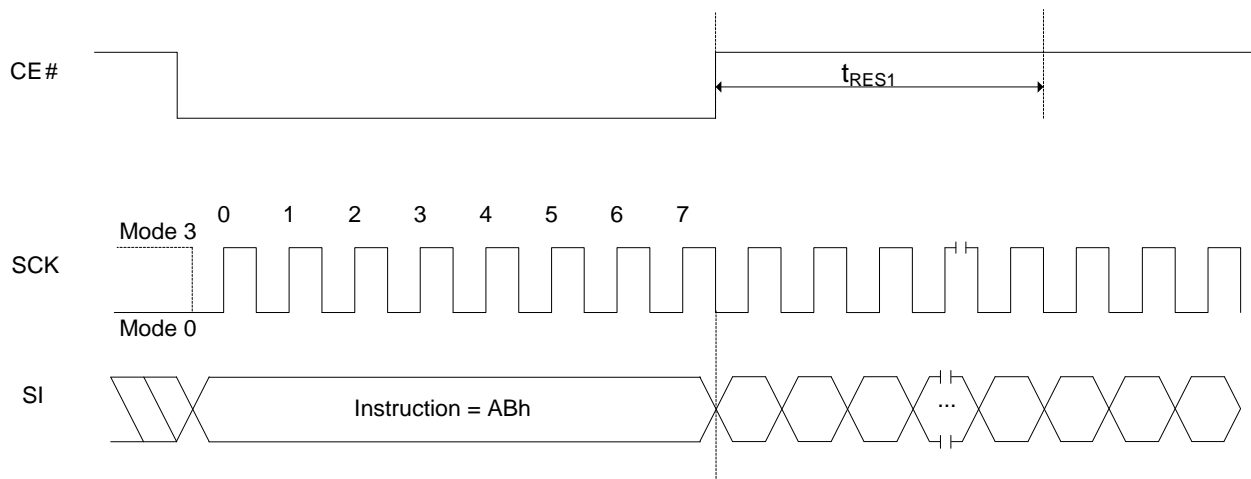 CE#
tRES1
0 1 2 3 4 5 6 7
Mode 3
SCK
Mode 0
SI
Instruction = ABh
...